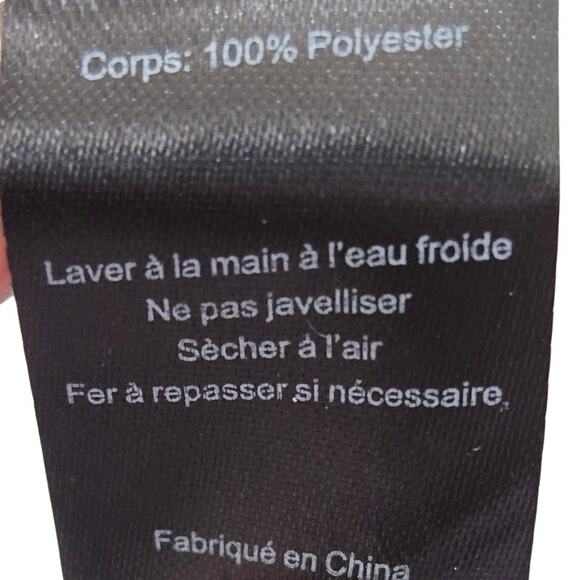 Corps: 100% Polyester
Laver à la main à l'eau froide
Ne pas javelliser
Sècher à l'air
Fer à repasser si nécessaire.
Fabriqué en China